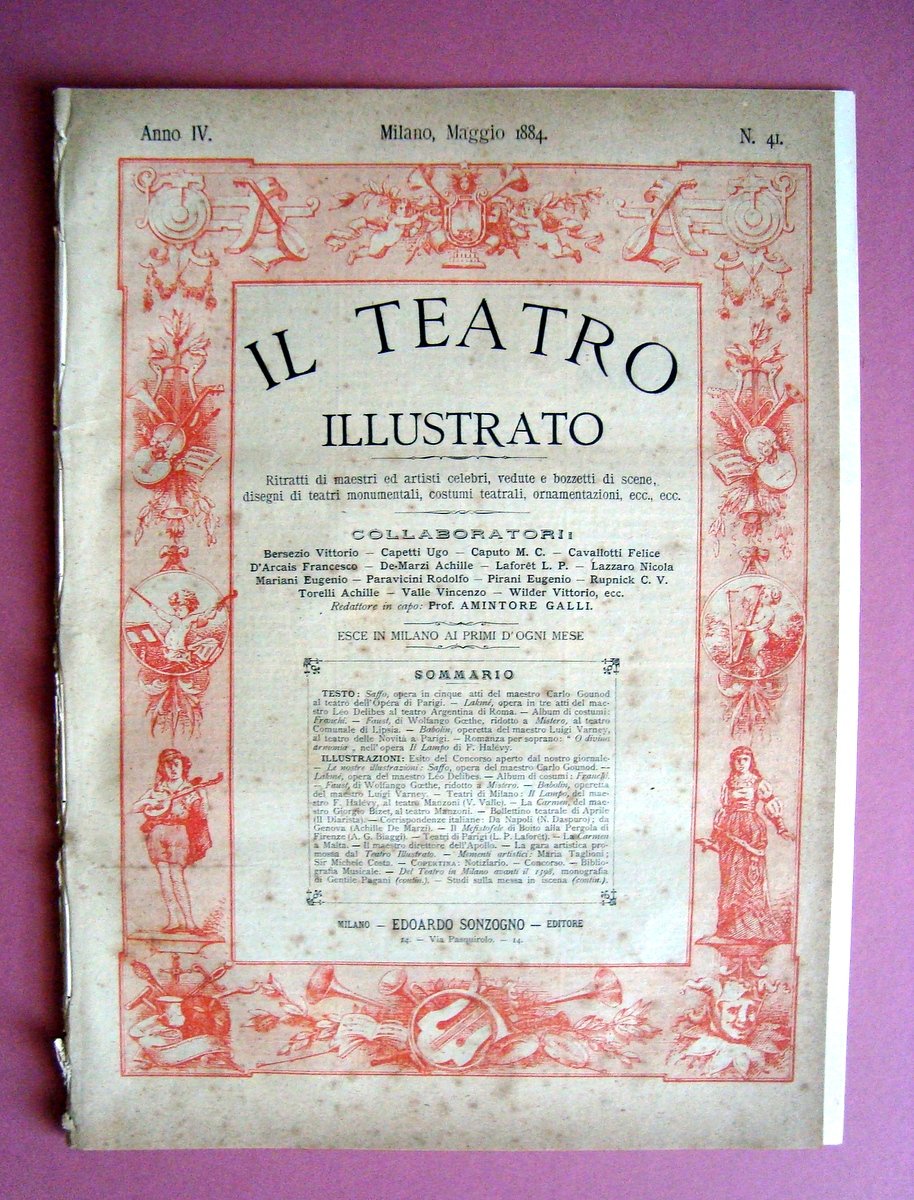 Anno IV.
Milano, Maggio 1884.
N. 41.
IL TEATRO
ILLUSTRATO
Ritratti di maestri ed artisti celebri, vedute e bozzetti di scene,
disegni di teatri monumentali, costumi teatrali, ornamentazioni, ecc., ecc.
COLLABORATORI:
Bersezio Vittorio — Capetti Ugo — Caputo M. C. — Cavallotti Felice
D'Arcais Francesco — De-Marzi Achille — Laforêt L. P. — Lazzaro Nicola
Mariani Eugenio — Paravicini Rodolfo — Pirani Eugenio — Rupnick C. V.
Torelli Achille — Valle Vincenzo — Wilder Vittorio, ecc.
Redattore in capo: Prof. AMINTORE GALLI.
ESCE IN MILANO AI PRIMI D'OGNI MESE
SOMMARIO
TESTO: Saffo, opera in cinque atti del maestro Carlo Gounod
al teatro dell'Opéra di Parigi. — Lakmé, opera in tre atti del mae-
stro Léo Delibes al teatro Argentina di Roma. — Album di costumi:
Franchi. — Faust, di Wolfango Gœthe, ridotto a Mistero, al teatro
Comunale di Lipsia. — Babolin, operetta del maestro Luigi Varney,
al teatro delle Novità a Parigi. — Romanza per soprano: " O divina
armonia , nell'opera Il Lampo di F. Halévy.
ILLUSTRAZIONI: Esito del Concorso aperto dal nostro giornale-
— Le nostre illustrazioni: Saffo, opera del maestro Carlo Gounod. —
Lakmé, opera del maestro Léo Delibes. — Album di cosumi: Franchi.
— Faust, di Wolfango Gœthe, ridotto a Mistero. — Babolin, operetta
del maestro Luigi Varney. — Teatri di Milano: Il Lampo, del mae-
stro F. Halévy, al teatro Manzoni (V. Valle). — La Carmen, del mae-
stro Giorgio Bizet, al teatro Manzoni. — Bollettino teatrale di Aprile
(Il Diarista). — Corrispondenze italiane: Da Napoli (N. Daspuro); da
Genova (Achille De Marzi). — Il Mefistofele di Boito alla Pergola di
Firenze (A. G. Biaggi). — Teatri di Parigi (L. P. Laforêt). — La Carmen
a Malta. — Il maestro direttore dell'Apollo. — La gara artistica pro-
mossa dal Teatro Illustrato. — Momenti artistici: Maria Taglioni;
Sir Michele Costa. — COPERTINA: Notiziario. — Concorso. — Biblio-
grafia Musicale. — Del Teatro in Milano avanti il 1598, monografia
di Gentile Pagani (contin.). — Studi sulla messa in iscena (contin.).
MILANO — EDOARDO SONZOGNO — EDITORE
14. — Via Pasquirolo. — 14.